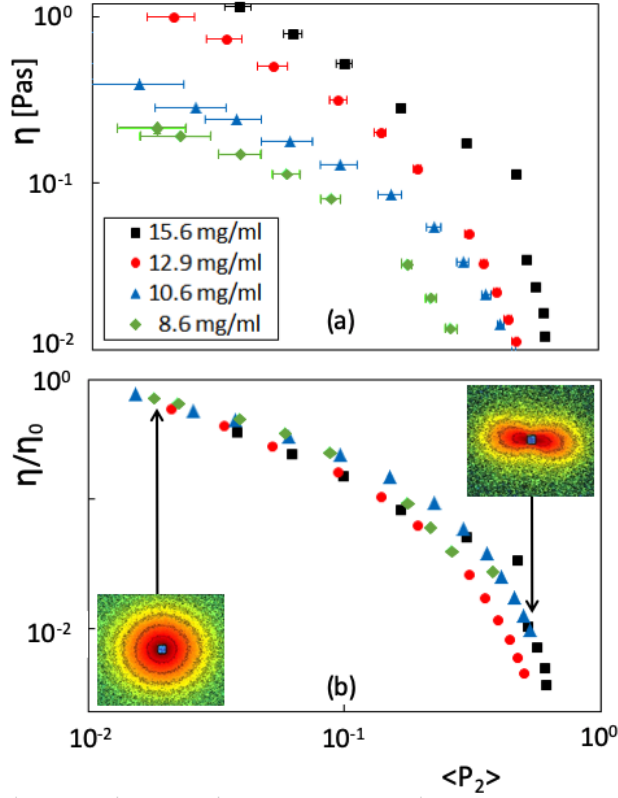 10⁰
η [Pas]
10⁻¹
15.6 mg/ml
12.9 mg/ml
10.6 mg/ml
8.6 mg/ml
(a)
10⁻²
10⁰
η/η₀
10⁻²
(b)
10⁻² 10⁻¹ 10⁰
<P₂>